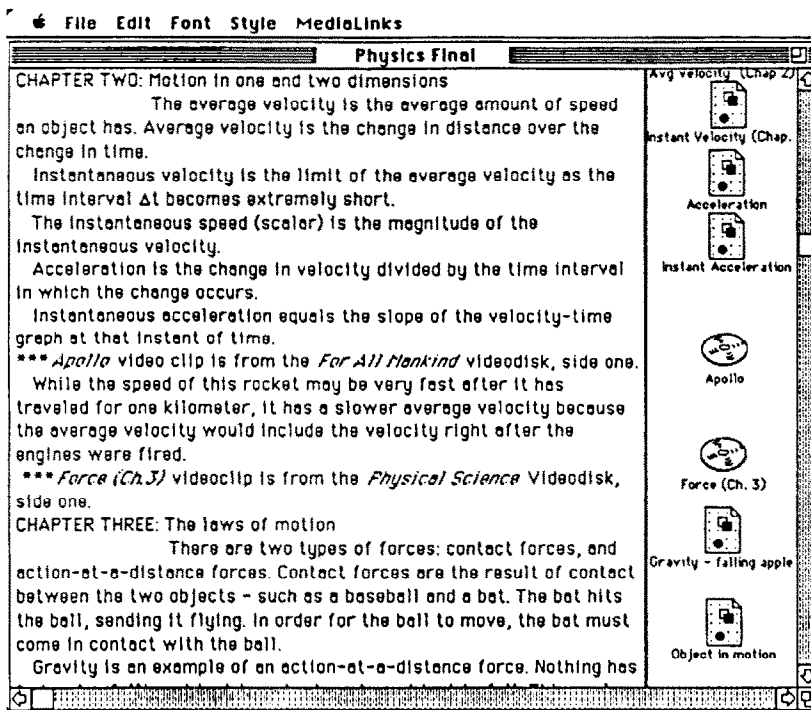 File Edit Font Style MediaLinks
Physics Final
CHAPTER TWO: Motion in one and two dimensions
The average velocity is the average amount of speed
an object has. Average velocity is the change in distance over the
change in time.
Instantaneous velocity is the limit of the average velocity as the
time interval Δt becomes extremely short.
The instantaneous speed (scalar) is the magnitude of the
instantaneous velocity.
Acceleration is the change in velocity divided by the time interval
in which the change occurs.
Instantaneous acceleration equals the slope of the velocity-time
graph at that instant of time.
*** Apollo video clip is from the For All Mankind videodisk, side one.
While the speed of this rocket may be very fast after it has
traveled for one kilometer, it has a slower average velocity because
the average velocity would include the velocity right after the
engines were fired.
*** Force (Ch.3) videoclip is from the Physical Science Videodisk,
side one.
CHAPTER THREE: The laws of motion
There are two types of forces: contact forces, and
action-at-a-distance forces. Contact forces are the result of contact
between the two objects - such as a baseball and a bat. The bat hits
the ball, sending it flying. In order for the ball to move, the bat must
come in contact with the ball.
Gravity is an example of an action-at-a-distance force. Nothing has
Avg velocity (Chap 2)
Instant Velocity (Chap.
Acceleration
Instant Acceleration
Apollo
Force (Ch. 3)
Gravity - falling apple
Object in motion